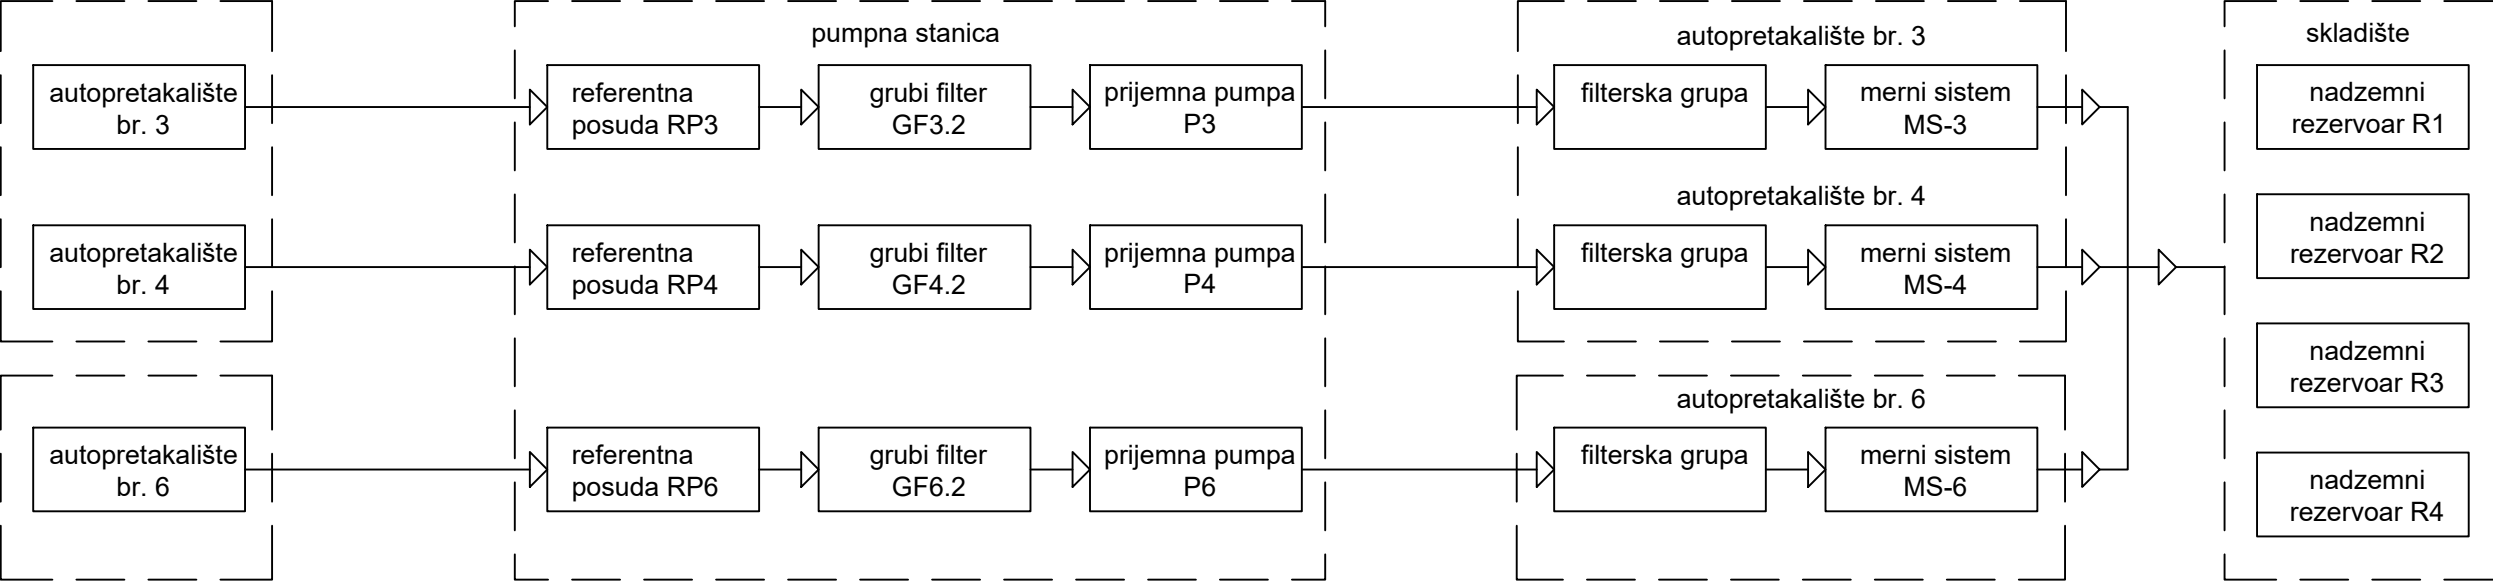 pumpna stanica
autopretakalište br. 3
skladište
autopretakalište
br. 3
referentna
posuda RP3
grubi filter
GF3.2
prijemna pumpa
P3
filterska grupa
merni sistem
MS-3
nadzemni
rezervoar R1
autopretakalište br. 4
autopretakalište
br. 4
referentna
posuda RP4
grubi filter
GF4.2
prijemna pumpa
P4
filterska grupa
merni sistem
MS-4
nadzemni
rezervoar R2
nadzemni
rezervoar R3
autopretakalište br. 6
autopretakalište
br. 6
referentna
posuda RP6
grubi filter
GF6.2
prijemna pumpa
P6
filterska grupa
merni sistem
MS-6
nadzemni
rezervoar R4